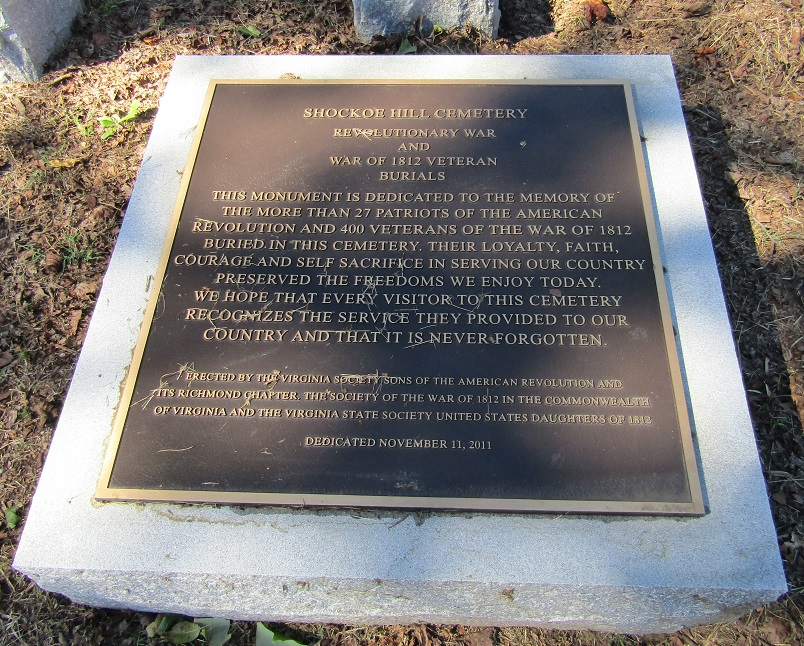 SHOCKOE HILL CEMETERY
REVOLUTIONARY WAR
AND
WAR OF 1812 VETERAN
BURIALS
THIS MONUMENT IS DEDICATED TO THE MEMORY OF
THE MORE THAN 27 PATRIOTS OF THE AMERICAN
REVOLUTION AND 400 VETERANS OF THE WAR OF 1812
BURIED IN THIS CEMETERY. THEIR LOYALTY, FAITH,
COURAGE AND SELF SACRIFICE IN SERVING OUR COUNTRY
PRESERVED THE FREEDOMS WE ENJOY TODAY.
WE HOPE THAT EVERY VISITOR TO THIS CEMETERY
RECOGNIZES THE SERVICE THEY PROVIDED TO OUR
COUNTRY AND THAT IT IS NEVER FORGOTTEN.
ERECTED BY THE VIRGINIA SOCIETY SONS OF THE AMERICAN REVOLUTION AND
ITS RICHMOND CHAPTER. THE SOCIETY OF THE WAR OF 1812 IN THE COMMONWEALTH
OF VIRGINIA AND THE VIRGINIA STATE SOCIETY UNITED STATES DAUGHTERS OF 1812
DEDICATED NOVEMBER 11, 2011